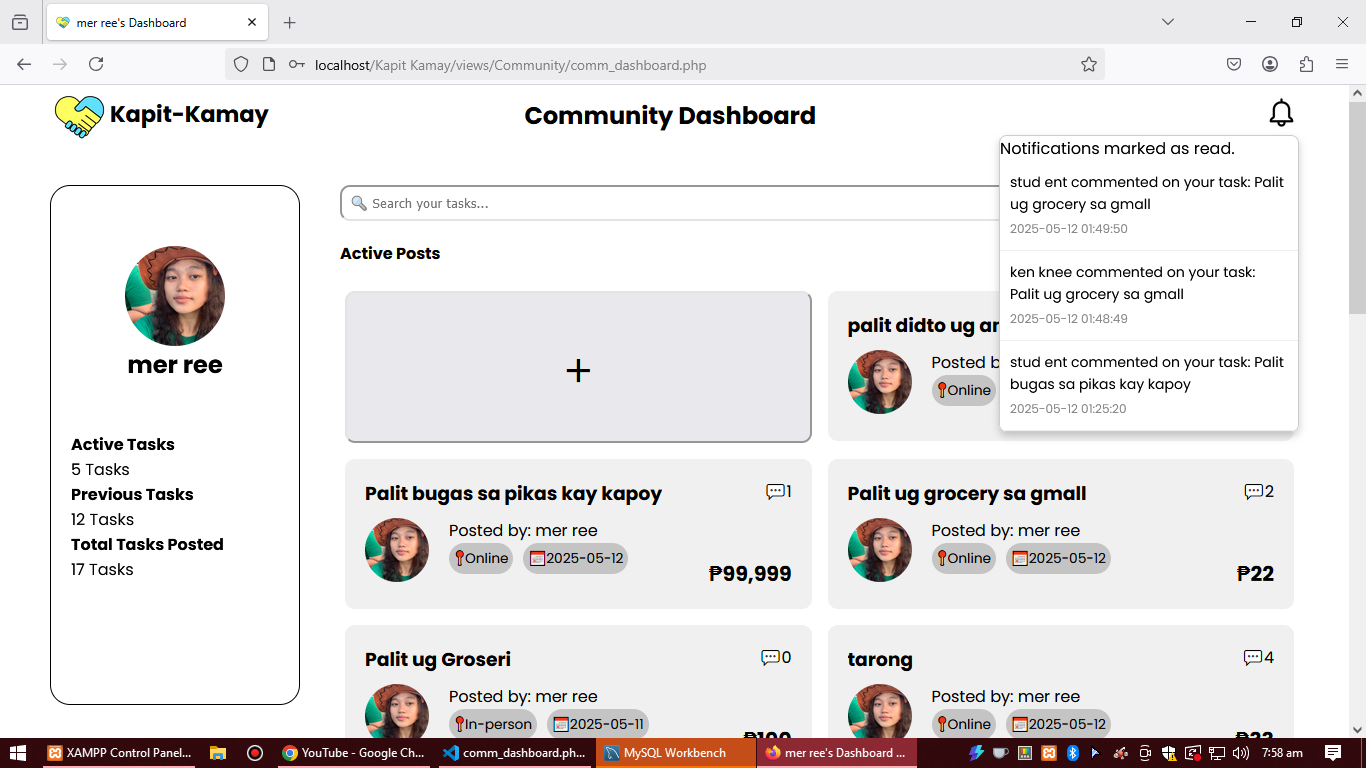 mer ree's Dashboard
localhost/Kapit Kamay/views/Community/comm_dashboard.php
Kapit-Kamay
Community Dashboard
Notifications marked as read.
stud ent commented on your task: Palit
ug grocery sa gmall
2025-05-12 01:49:50
ken knee commented on your task:
Palit ug grocery sa gmall
2025-05-12 01:48:49
stud ent commented on your task: Palit
bugas sa pikas kay kapoy
2025-05-12 01:25:20
mer ree
Active Tasks
5 Tasks
Previous Tasks
12 Tasks
Total Tasks Posted
17 Tasks
Search your tasks...
Active Posts
+
palit didto ug
Posted
Online
Palit bugas sa pikas kay kapoy
1
Posted by: mer ree
Online
2025-05-12
₱99,999
Palit ug grocery sa gmall
2
Posted by: mer ree
Online
2025-05-12
₱22
Palit ug Groseri
0
Posted by: mer ree
In-person
2025-05-11
tarong
4
Posted by: mer ree
Online
2025-05-12
XAMPP Control Panel...
YouTube - Google Ch...
comm_dashboard.ph...
MySQL Workbench
mer ree's Dashboard ...
7:58 am